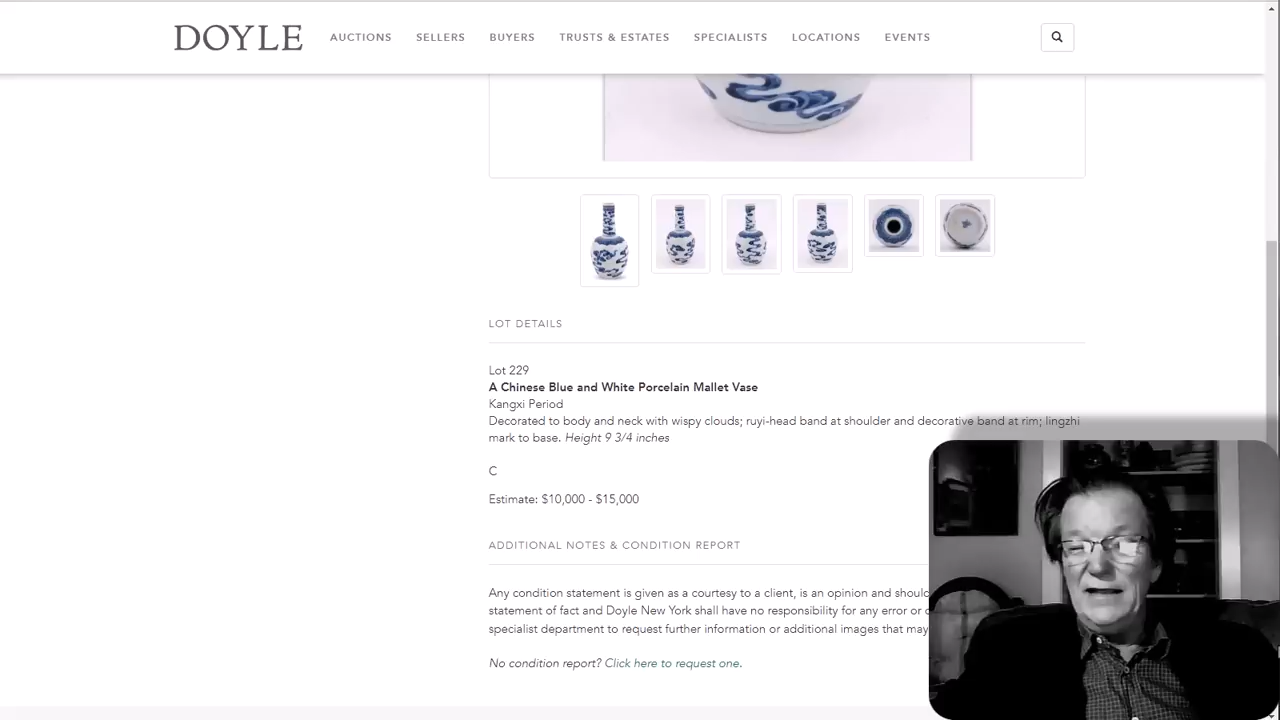 DOYLE
AUCTIONS SELLERS BUYERS TRUSTS & ESTATES SPECIALISTS LOCATIONS EVENTS
LOT DETAILS
Lot 229
A Chinese Blue and White Porcelain Mallet Vase
Kangxi Period
Decorated to body and neck with wispy clouds; ruyi-head band at shoulder and decorative band at rim; lingzhi
mark to base. Height 9 3/4 inches
C
Estimate: $10,000 - $15,000
ADDITIONAL NOTES & CONDITION REPORT
Any condition statement is given as a courtesy to a client, is an opinion and
statement of fact and Doyle New York shall have no responsibility for any error or
specialist department to request further information or additional images that may
No condition report? Click here to request one.